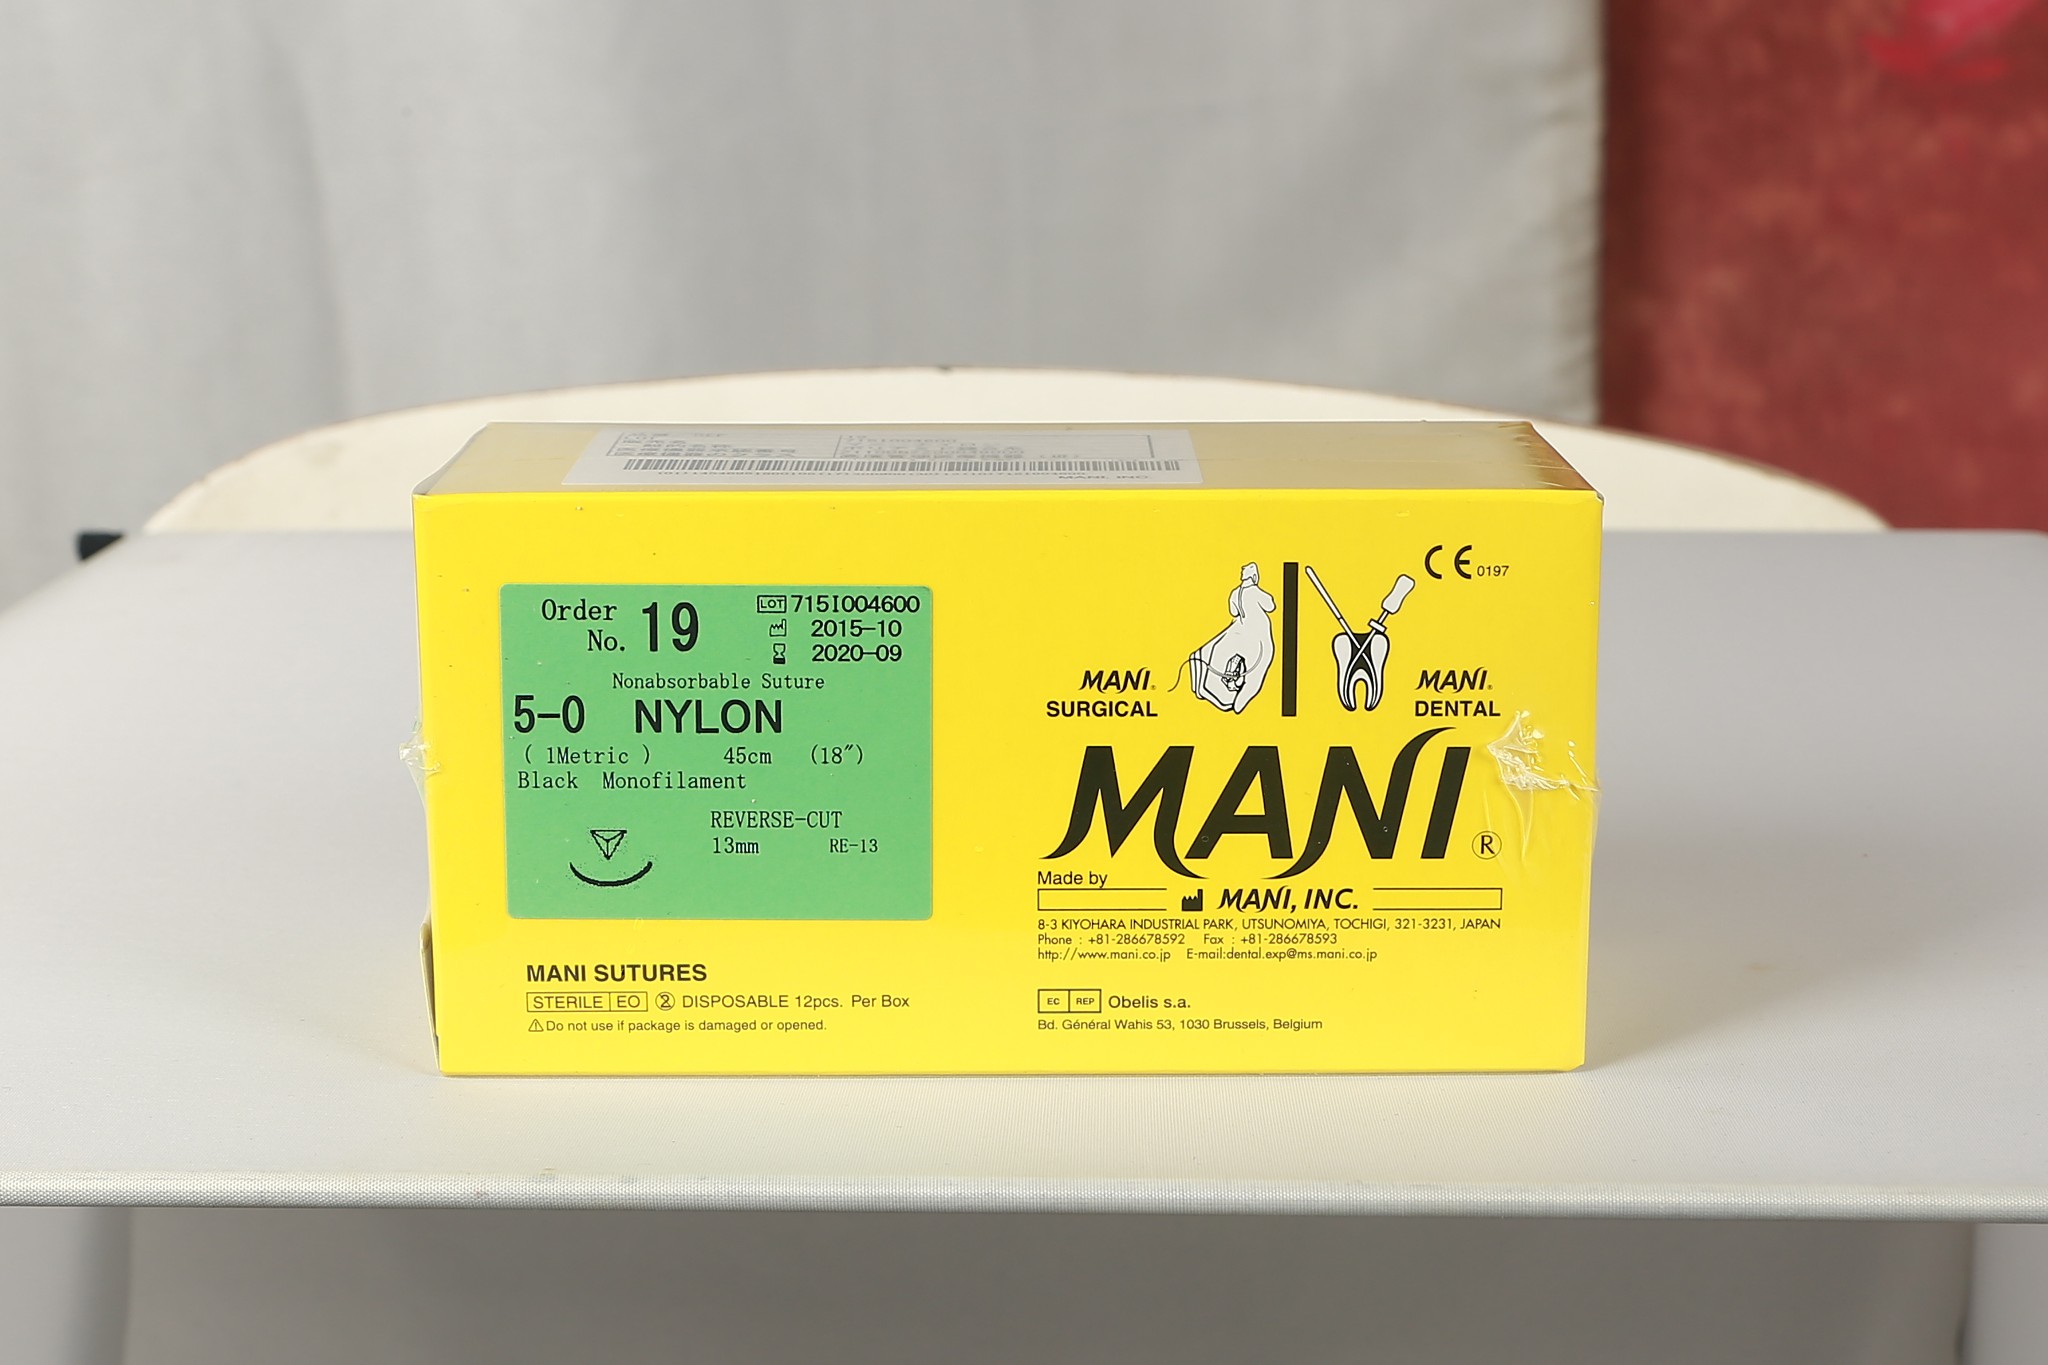 MANI, INC.
Order
No. 19
LOT 715I004600
2015-10
2020-09
Nonabsorbable Suture
5-0 NYLON
( 1Metric ) 45cm (18″)
Black Monofilament
REVERSE-CUT
13mm RE-13
MANI SUTURES
STERILE EO 2 DISPOSABLE 12pcs. Per Box
Do not use if package is damaged or opened.
CE 0197
MANI®
SURGICAL
MANI®
DENTAL
MANI®
Made by
MANI, INC.
8-3 KIYOHARA INDUSTRIAL PARK, UTSUNOMIYA, TOCHIGI, 321-3231, JAPAN
Phone : +81-286678592 Fax : +81-286678593
http://www.mani.co.jp E-mail:dental.exp@ms.mani.co.jp
EC REP Obelis s.a.
Bd. Général Wahis 53, 1030 Brussels, Belgium